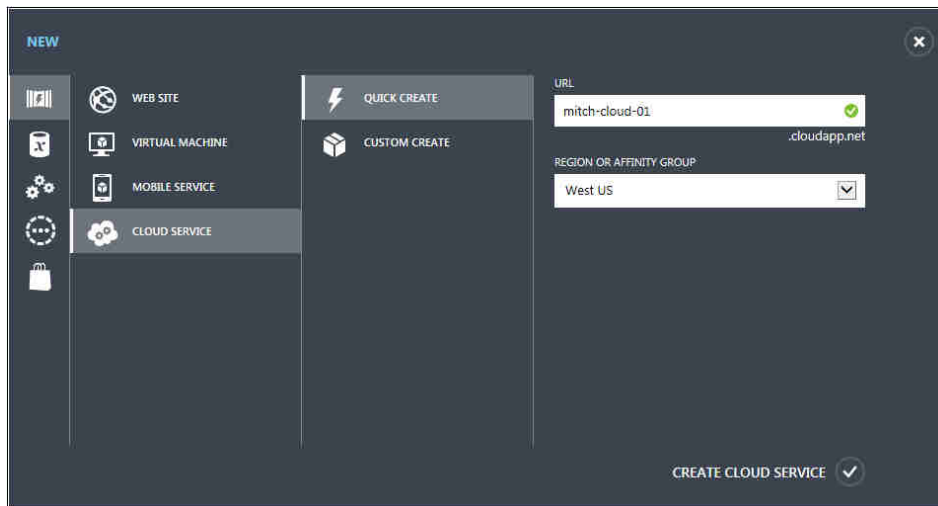 NEW
WEB SITE
VIRTUAL MACHINE
MOBILE SERVICE
CLOUD SERVICE
QUICK CREATE
CUSTOM CREATE
URL
mitch-cloud-01
.cloudapp.net
REGION OR AFFINITY GROUP
West US
CREATE CLOUD SERVICE